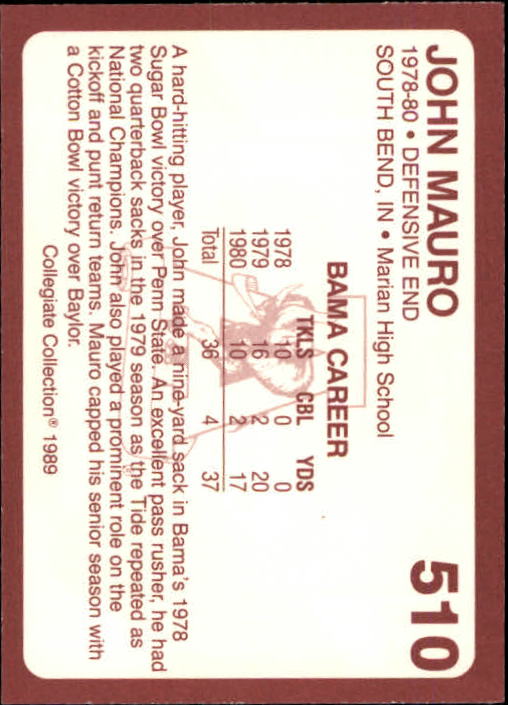 JOHN MAURO 510
1978-80 • DEFENSIVE END
SOUTH BEND, IN • Marian High School
BAMA CAREER
TKLS CBL YDS
1978 10 0 0
1979 16 2 20
1980 10 2 17
Total 36 4 37
A hard-hitting player, John made a nine-yard sack in Bama's 1978
Sugar Bowl victory over Penn State. An excellent pass rusher, he had
two quarterback sacks in the 1979 season as the Tide repeated as
National Champions. John also played a prominent role on the
kickoff and punt return teams. Mauro capped his senior season with
a Cotton Bowl victory over Baylor.
Collegiate Collection® 1989